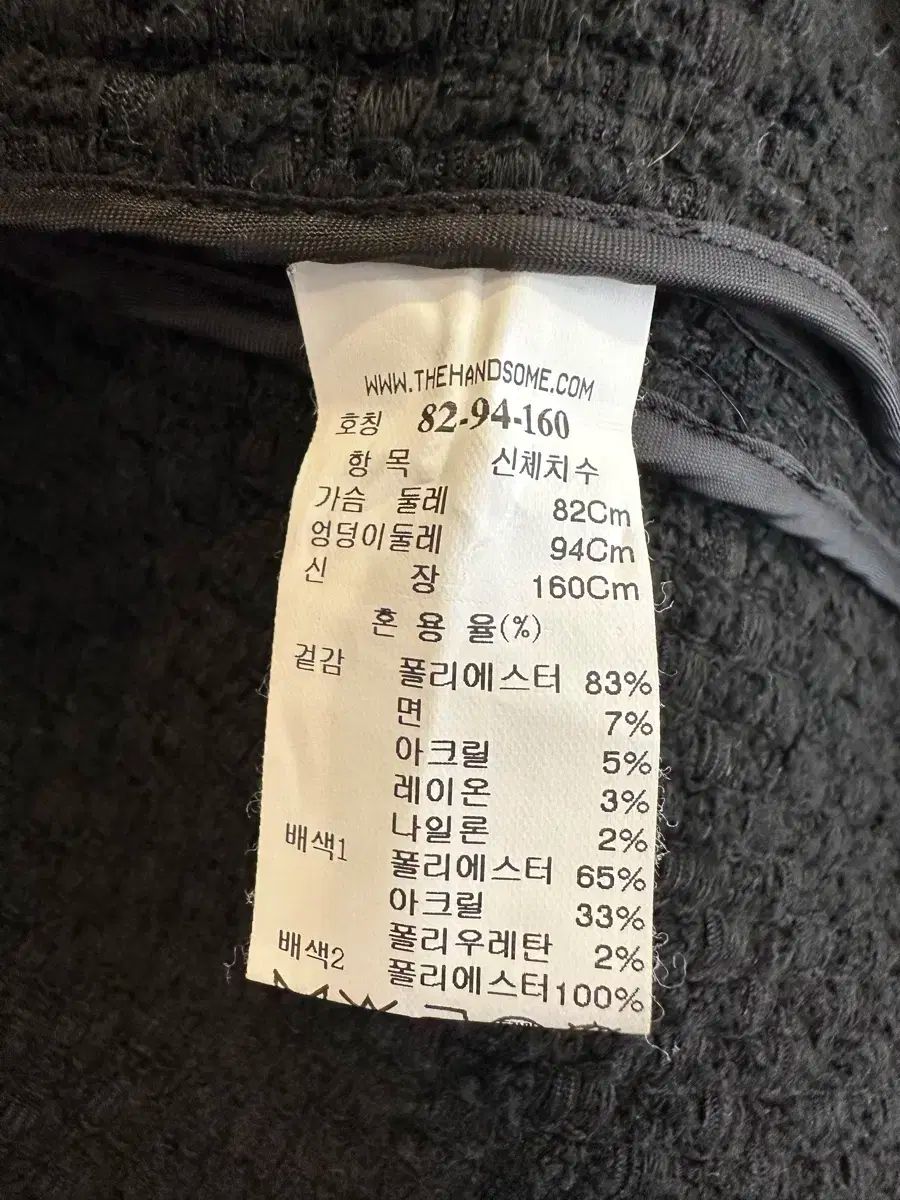 WWW.THEHANDSOME.COM
호칭 82-94-160
항 목 신체치수
가슴 둘레 82Cm
엉덩이둘레 94Cm
신 장 160Cm
혼 용 율(%)
겉감 폴리에스터 83%
면 7%
아크릴 5%
레이온 3%
나일론 2%
배색1 폴리에스터 65%
아크릴 33%
폴리우레탄 2%
배색2 폴리에스터100%